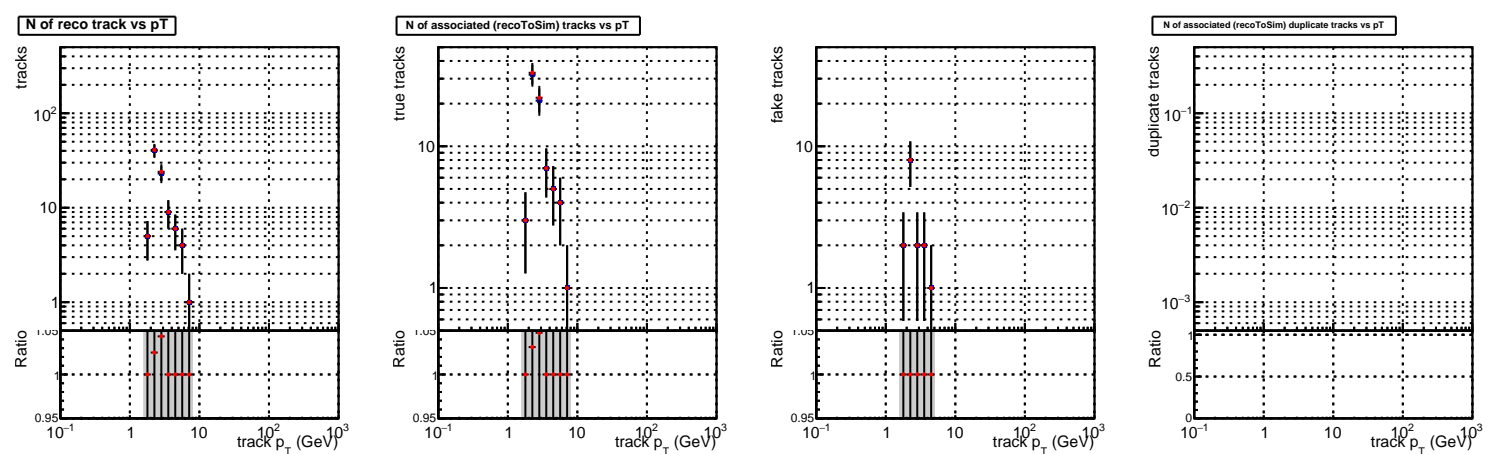 N of reco track vs pT
tracks
10²
10
1
1.05
Ratio
1
0.95
10⁻¹ 1 10 10² 10³
track p_T (GeV)
N of associated (recoToSim) tracks vs pT
true tracks
10
1
1.05
Ratio
1
0.95
10⁻¹ 1 10 10² 10³
track p_T (GeV)
fake tracks
10
1
1.05
Ratio
1
0.95
10⁻¹ 1 10 10² 10³
track p_T (GeV)
N of associated (recoToSim) duplicate tracks vs pT
duplicate tracks
10⁻¹
10⁻²
10⁻³
Ratio
1
0.5
0
10⁻¹ 1 10 10² 10³
track p_T (GeV)